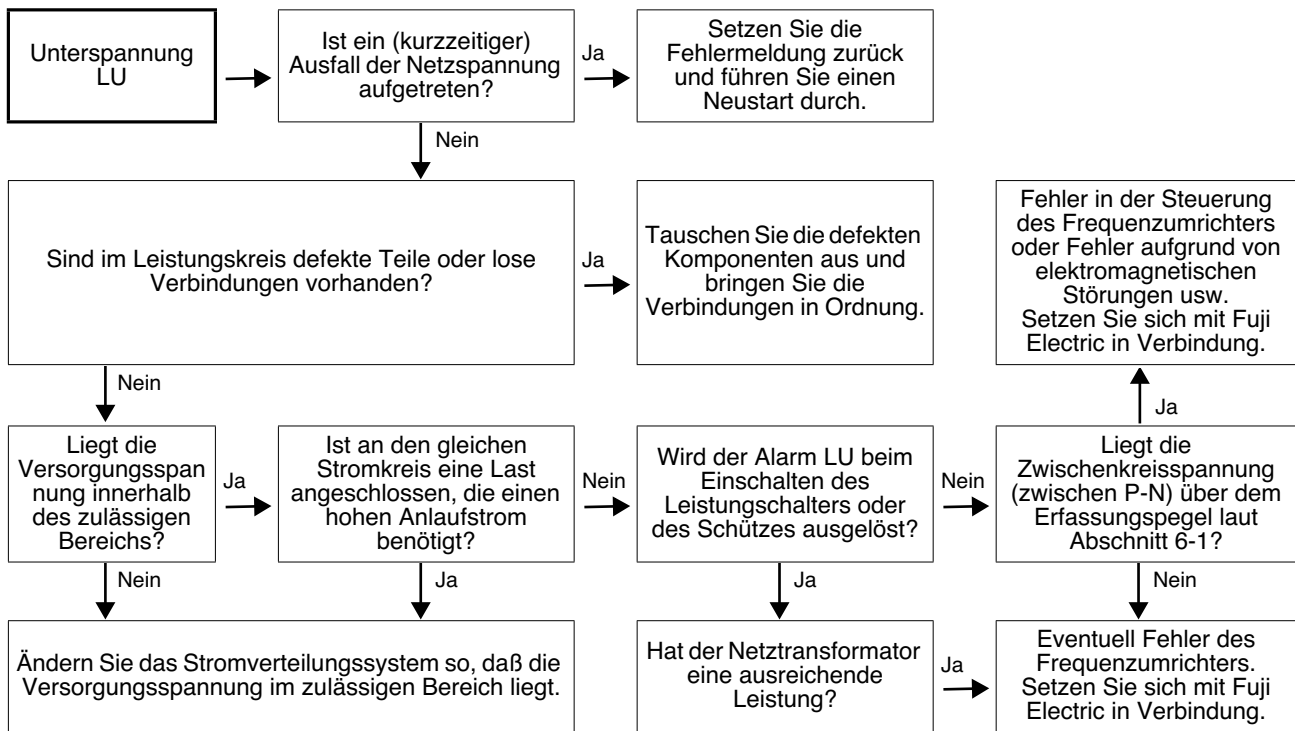 Unterspannung
LU
Ist ein (kurzzeitiger)
Ausfall der Netzspannung
aufgetreten?
Ja
Setzen Sie die
Fehlermeldung zurück
und führen Sie einen
Neustart durch.
Nein
Sind im Leistungskreis defekte Teile oder lose
Verbindungen vorhanden?
Ja
Tauschen Sie die defekten
Komponenten aus und
bringen Sie die
Verbindungen in Ordnung.
Fehler in der Steuerung
des Frequenzumrichters
oder Fehler aufgrund von
elektromagnetischen
Störungen usw.
Setzen Sie sich mit Fuji
Electric in Verbindung.
Nein
Ja
Liegt die
Versorgungsspan
nung innerhalb
des zulässigen
Bereichs?
Ja
Ist an den gleichen
Stromkreis eine Last
angeschlossen, die einen
hohen Anlaufstrom
benötigt?
Nein
Wird der Alarm LU beim
Einschalten des
Leistungschalters oder
des Schützes ausgelöst?
Nein
Liegt die
Zwischenkreisspannung
(zwischen P-N) über dem
Erfassungspegel laut
Abschnitt 6-1?
Nein
Ja
Ja
Nein
Ändern Sie das Stromverteilungssystem so, daß die
Versorgungsspannung im zulässigen Bereich liegt.
Hat der Netztransformator
eine ausreichende
Leistung?
Ja
Eventuell Fehler des
Frequenzumrichters.
Setzen Sie sich mit Fuji
Electric in Verbindung.